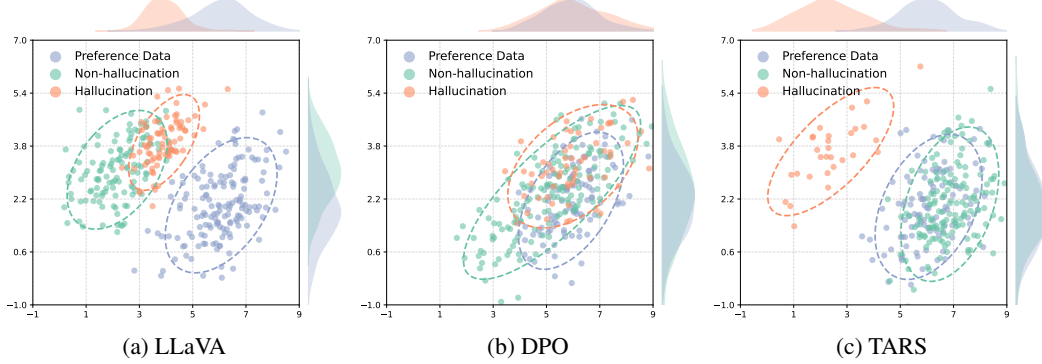 7.0
5.4
3.8
2.2
0.6
−1.0
−1 1 3 5 7 9
Preference Data
Non-hallucination
Hallucination
(a) LLaVA
7.0
5.4
3.8
2.2
0.6
−1.0
−1 1 3 5 7 9
Preference Data
Non-hallucination
Hallucination
(b) DPO
7.0
5.4
3.8
2.2
0.6
−1.0
−1 1 3 5 7 9
Preference Data
Non-hallucination
Hallucination
(c) TARS